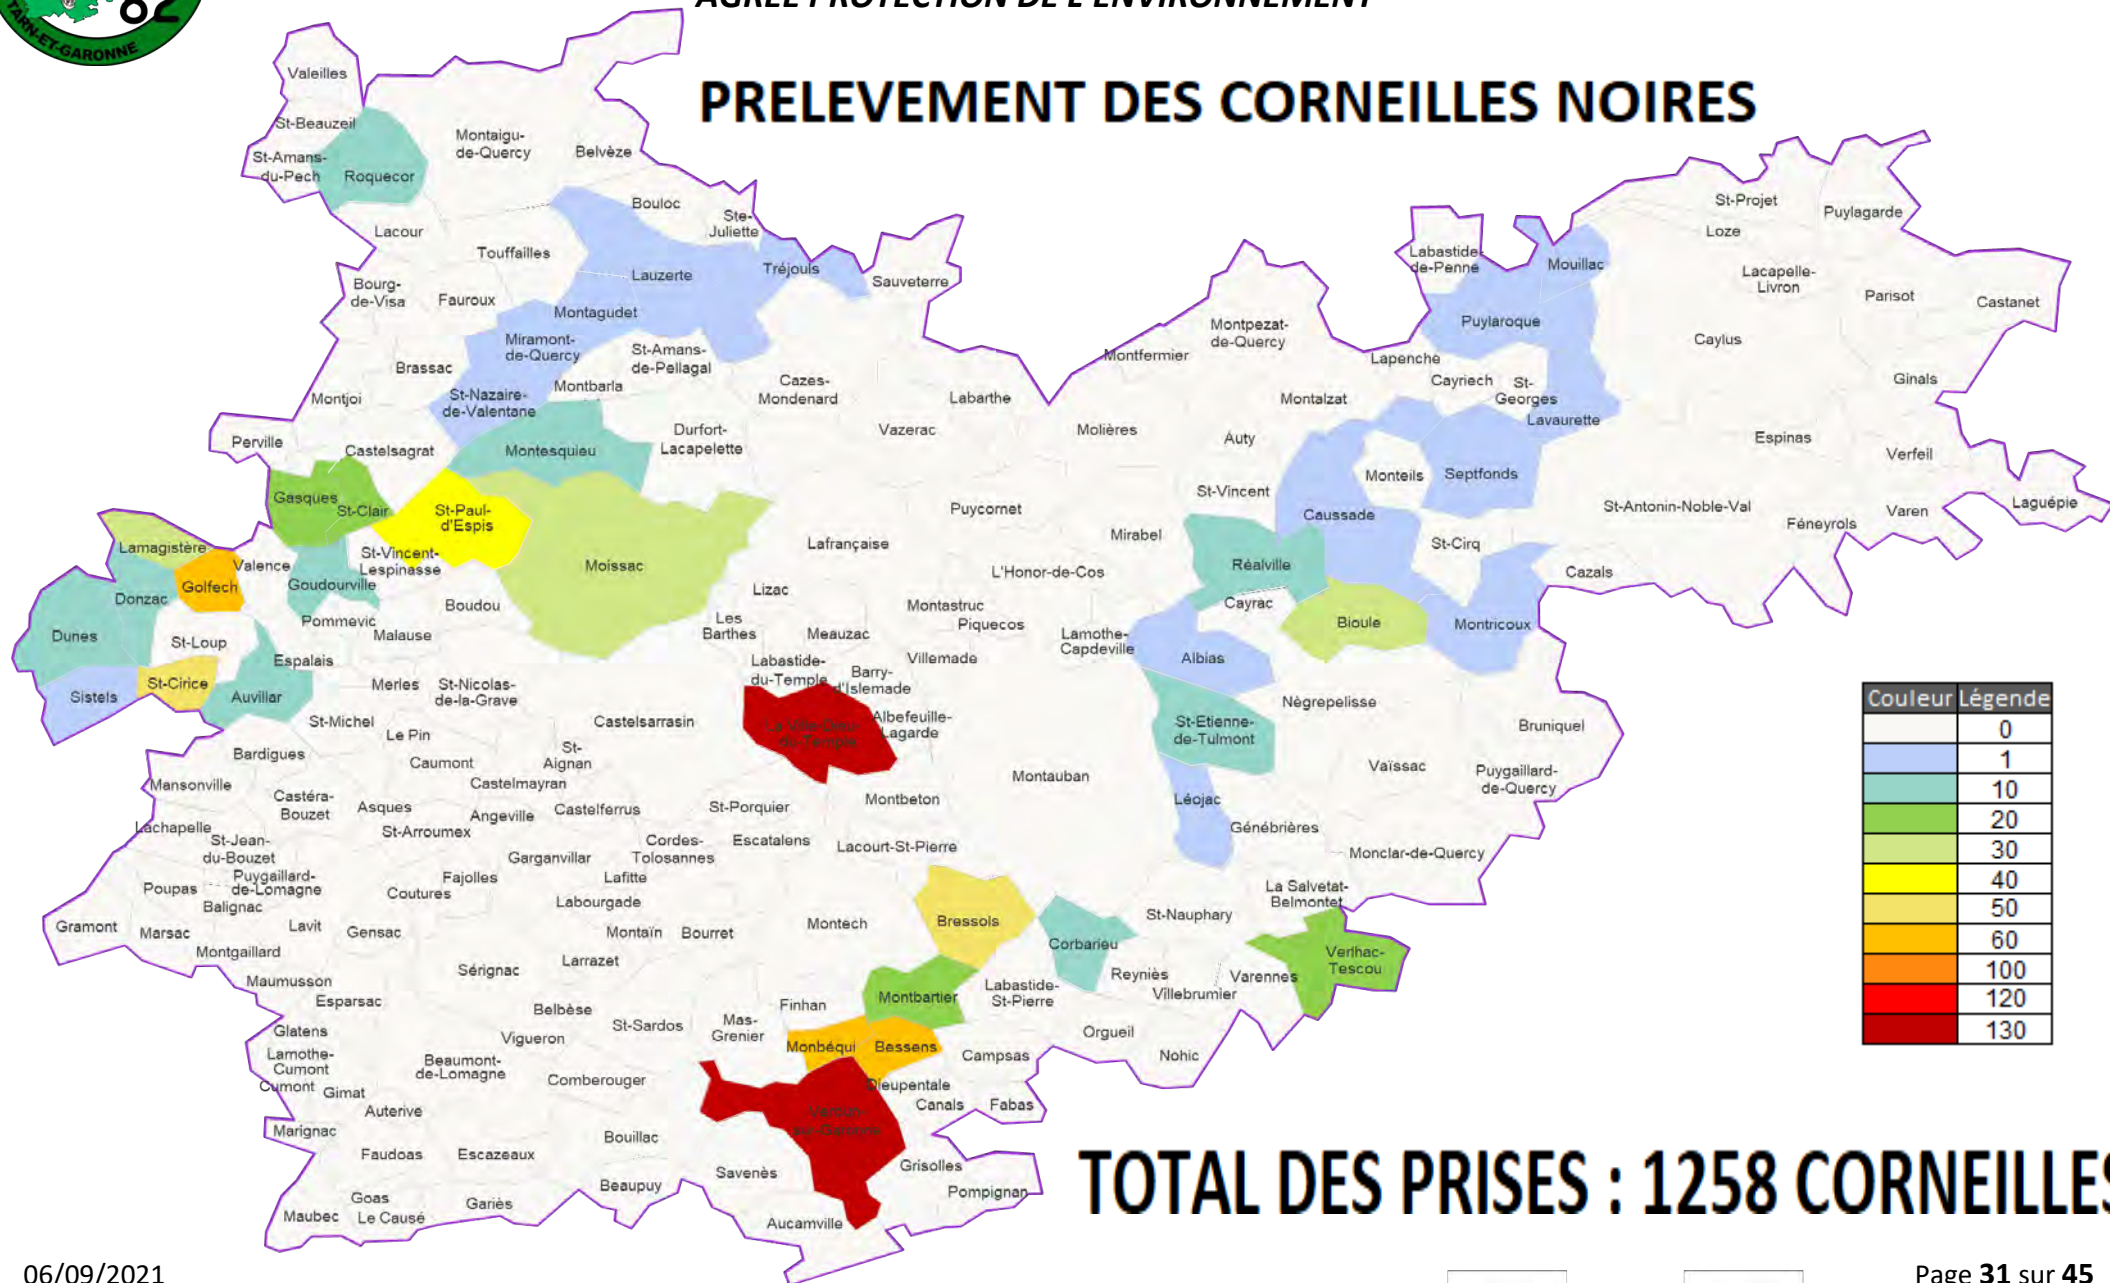 AGRÉÉ PROTECTION DE L'ENVIRONNEMENT
82
TARN-ET-GARONNE
PRELEVEMENT DES CORNEILLES NOIRES
Valeilles
St-Beauzeil
St-Amans-
du-Pech
Roquecor
Montaigu-
de-Quercy
Belvèze
Bouloc
Ste-
Juliette
Lacour
Touffailles
Lauzerte
Tréjouls
Sauveterre
Bourg-
de-Visa
Fauroux
Montagudet
Miramont-
de-Quercy
St-Amans-
de-Pellagal
Brassac
Montbarla
Cazes-
Mondenard
Montjoi
St-Nazaire-
de-Valentane
Labarthe
Durfort-
Lacapelette
Vazerac
Molières
Perville
Castelsagrat
Montesquieu
Labastide-
de-Penne
Mouillac
St-Projet
Puylagarde
Loze
Lacapelle-
Livron
Parisot
Castanet
Puylaroque
Montpezat-
de-Quercy
Montfermier
Lapenche
Caylus
Cayriech
St-
Georges
Ginals
Montalzat
Lavaurette
Auty
Espinas
Verfeil
Monteils
Septfonds
St-Vincent
Caussade
St-Antonin-Noble-Val
Féneyrols
Varen
Laguépie
Gasques
St-Clair
St-Paul-
d'Espis
Puycornet
Mirabel
Lafrançaise
St-Cirq
Lamagistère
Valence
St-Vincent-
Lespinasse
Moissac
L'Honor-de-Cos
Réalville
Cazals
Golfech
Goudourville
Donzac
Boudou
Lizac
Montastruc
Cayrac
Pommevic
Malause
Les
Barthes
Meauzac
Piquecos
Lamothe-
Capdeville
Bioule
Montricoux
Dunes
St-Loup
Espalais
Labastide-
du-Temple
Barry-
d'Islemade
Villemade
Albias
Sistels
St-Cirice
Auvillar
Merles
St-Nicolas-
de-la-Grave
Nègrepelisse
St-Michel
Le Pin
Castelsarrasin
La Ville-Dieu-
du-Temple
Albefeuille-
Lagarde
St-Etienne-
de-Tulmont
Bruniquel
Bardigues
Caumont
St-
Aignan
Montauban
Vaïssac
Puygaillard-
de-Quercy
Mansonville
Castelmayran
Castéra-
Bouzet
Asques
Angeville
Castelferrus
St-Porquier
Montbeton
Léojac
Lachapelle
St-Arroumex
Génébrières
St-Jean-
du-Bouzet
Garganvillar
Cordes-
Tolosannes
Escatalens
Lacourt-St-Pierre
Monclar-de-Quercy
Puygaillard-
de-Lomagne
Poupas
Fajolles
Lafitte
Balignac
Coutures
Labourgade
La Salvetat-
Belmontet
Gramont
Marsac
Lavit
Gensac
Montaïn
Bourret
Montech
Bressols
St-Nauphary
Corbarieu
Montgaillard
Sérignac
Larrazet
Verlhac-
Tescou
Reyniès
Varennes
Maumusson
Villebrumier
Labastide-
St-Pierre
Montbartier
Esparsac
Belbèse
Finhan
Glatens
Vigueron
St-Sardos
Mas-
Grenier
Orgueil
Lamothe-
Cumont
Cumont
Beaumont-
de-Lomagne
Monbéqui
Bessens
Campsas
Nohic
Gimat
Comberouger
Dieupentale
Auterive
Canals
Fabas
Verdun-
sur-Garonne
Marignac
Bouillac
Faudoas
Escazeaux
Savenès
Grisolles
Beaupuy
Pompignan
Goas
Gariès
Maubec
Le Causé
Aucamville
Couleur Légende
0
1
10
20
30
40
50
60
100
120
130
TOTAL DES PRISES : 1258 CORNEILLES
06/09/2021
Page 31 sur 45